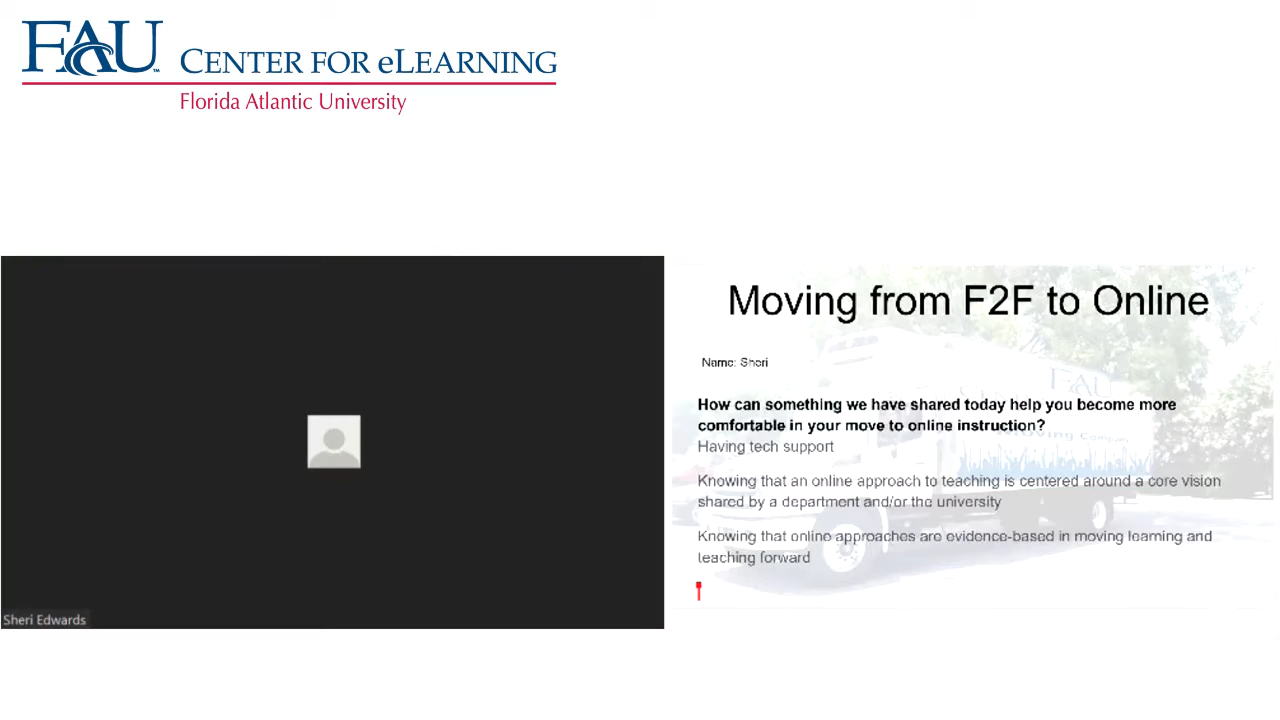 FAU™ CENTER FOR eLEARNING
Florida Atlantic University
Moving from F2F to Online
Name: Sheri
How can something we have shared today help you become more
comfortable in your move to online instruction?
Having tech support
Knowing that an online approach to teaching is centered around a core vision
shared by a department and/or the university
Knowing that online approaches are evidence-based in moving learning and
teaching forward
FAU
Moving Company
Sheri Edwards